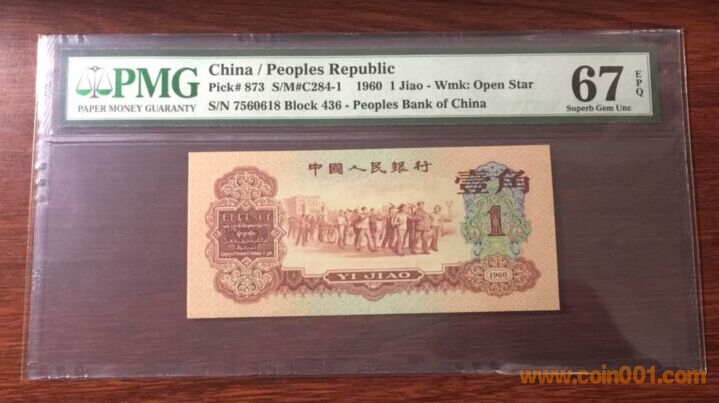 PMG
PAPER MONEY GUARANTY
China / Peoples Republic
Pick# 873 S/M#C284-1 1960 1 Jiao - Wmk: Open Star
S/N 7560618 Block 436 - Peoples Bank of China
67 EPQ
Superb Gem Unc
中國人民銀行
壹角
1
YI JIAO
1960
www.coin001.com